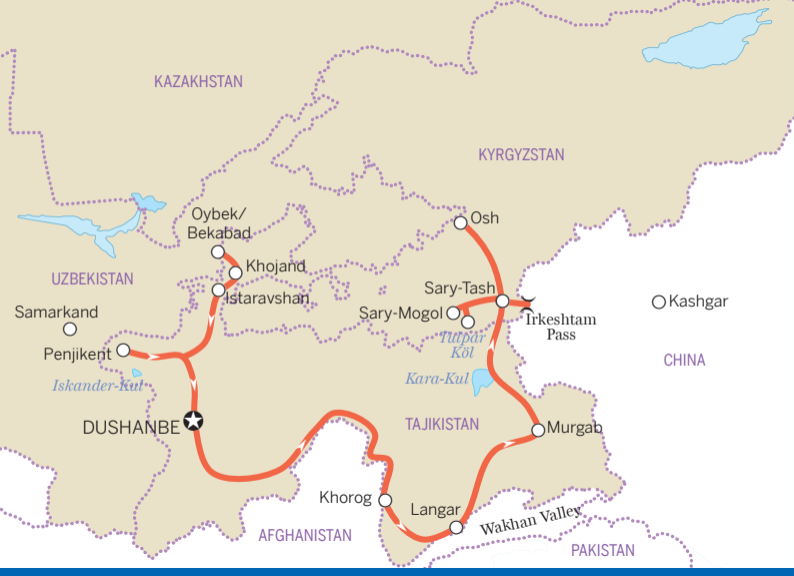 KAZAKHSTAN
KYRGYZSTAN
Oybek/
Bekabad
Osh
Khojand
UZBEKISTAN
Sary-Tash
Istaravshan
Kashgar
Samarkand
Sary-Mogol
Irkeshtam
Pass
Tulpar
Köl
Penjikent
CHINA
Iskander-Kul
Kara-Kul
DUSHANBE
TAJIKISTAN
Murgab
Khorog
Langar
Wakhan Valley
AFGHANISTAN
PAKISTAN